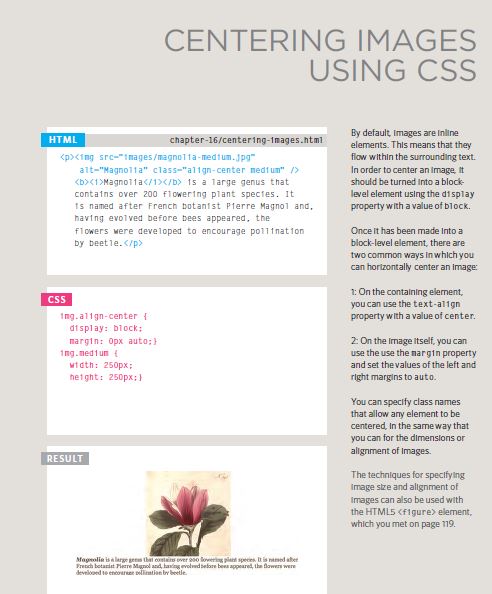 CENTERING IMAGES
USING CSS
HTML
chapter-16/centering-images.html
<p><img src="images/magnolia-medium.jpg"
alt="Magnolia" class="align-center medium" />
<b><i>Magnolia</i></b> is a large genus that
contains over 200 flowering plant species. It
is named after French botanist Pierre Magnol and,
having evolved before bees appeared, the
flowers were developed to encourage pollination
by beetle.</p>
CSS
img.align-center {
display: block;
margin: 0px auto;}
img.medium {
width: 250px;
height: 250px;}
RESULT
Magnolia is a large genus that contains over 200 flowering plant species. It is named after
French botanist Pierre Magnol and, having evolved before bees appeared, the flowers were
developed to encourage pollination by beetle.
By default, images are inline
elements. This means that they
flow within the surrounding text.
In order to center an image, it
should be turned into a block-
level element using the display
property with a value of block.
Once it has been made into a
block-level element, there are
two common ways in which you
can horizontally center an image:
1: On the containing element,
you can use the text-align
property with a value of center.
2: On the image itself, you can
use the use the margin property
and set the values of the left and
right margins to auto.
You can specify class names
that allow any element to be
centered, in the same way that
you can for the dimensions or
alignment of images.
The techniques for specifying
image size and alignment of
images can also be used with
the HTML5 <figure> element,
which you met on page 119.